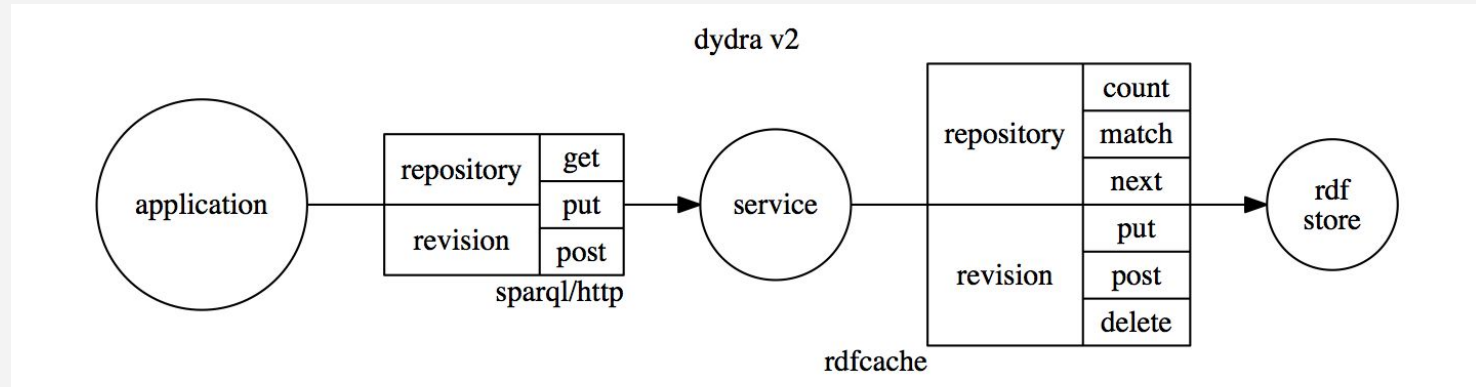 dydra v2
application
repository
revision
get
put
post
sparql/http
service
repository
revision
count
match
next
put
post
delete
rdfcache
rdf
store